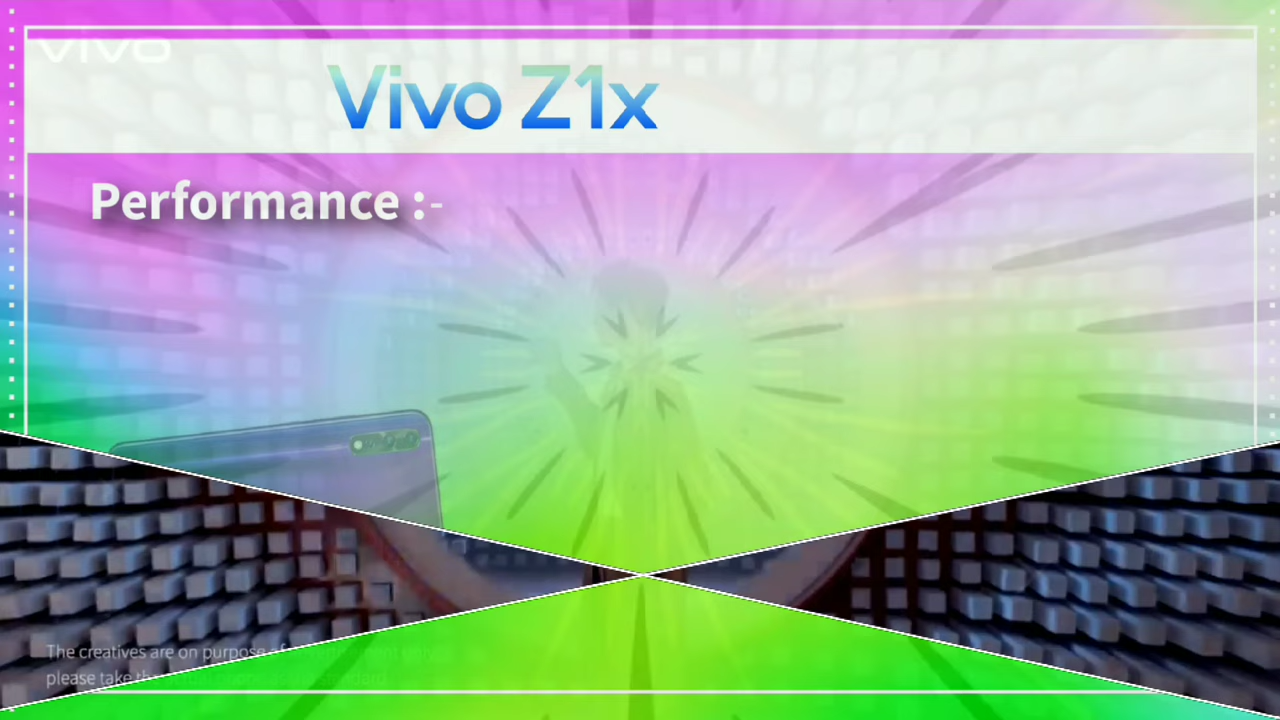 vivo
Vivo Z1x
Performance :-
The creatives are on purpose
please take